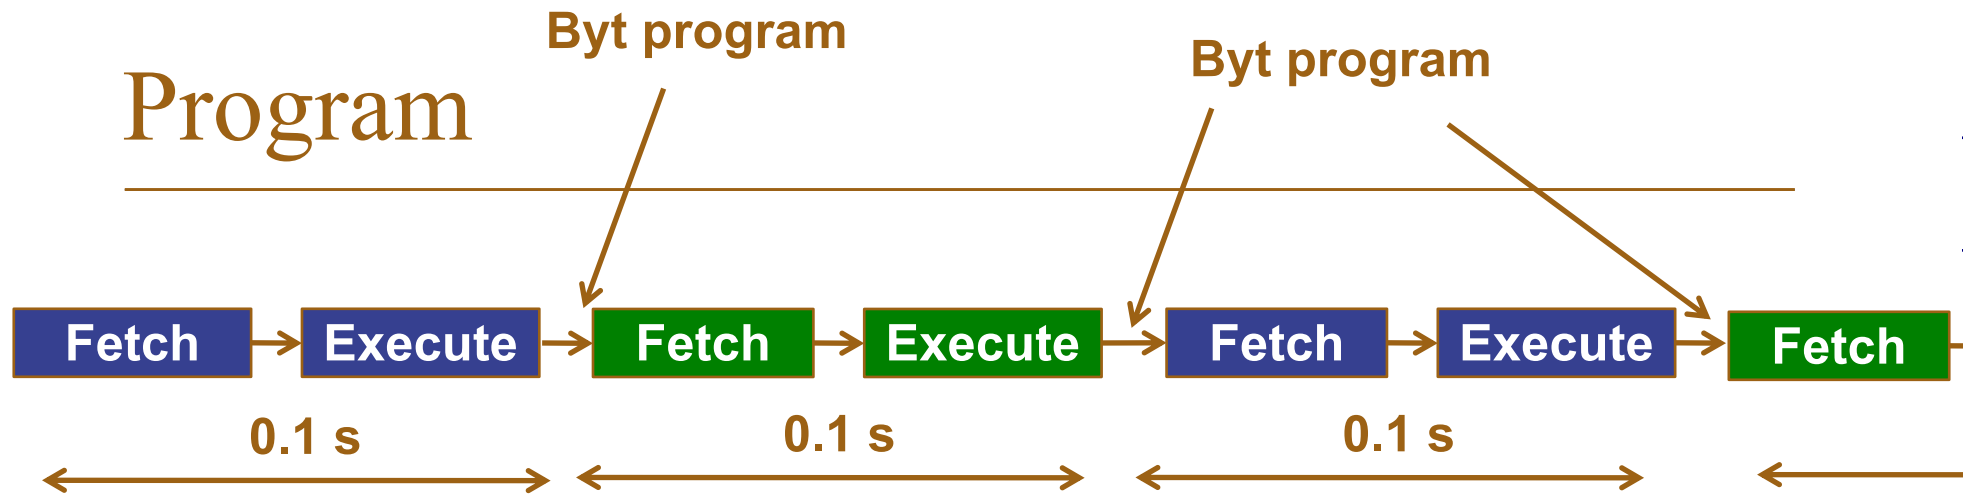 Byt program
Byt program
Program
Fetch Execute Fetch Execute Fetch Execute Fetch
0.1 s 0.1 s 0.1 s